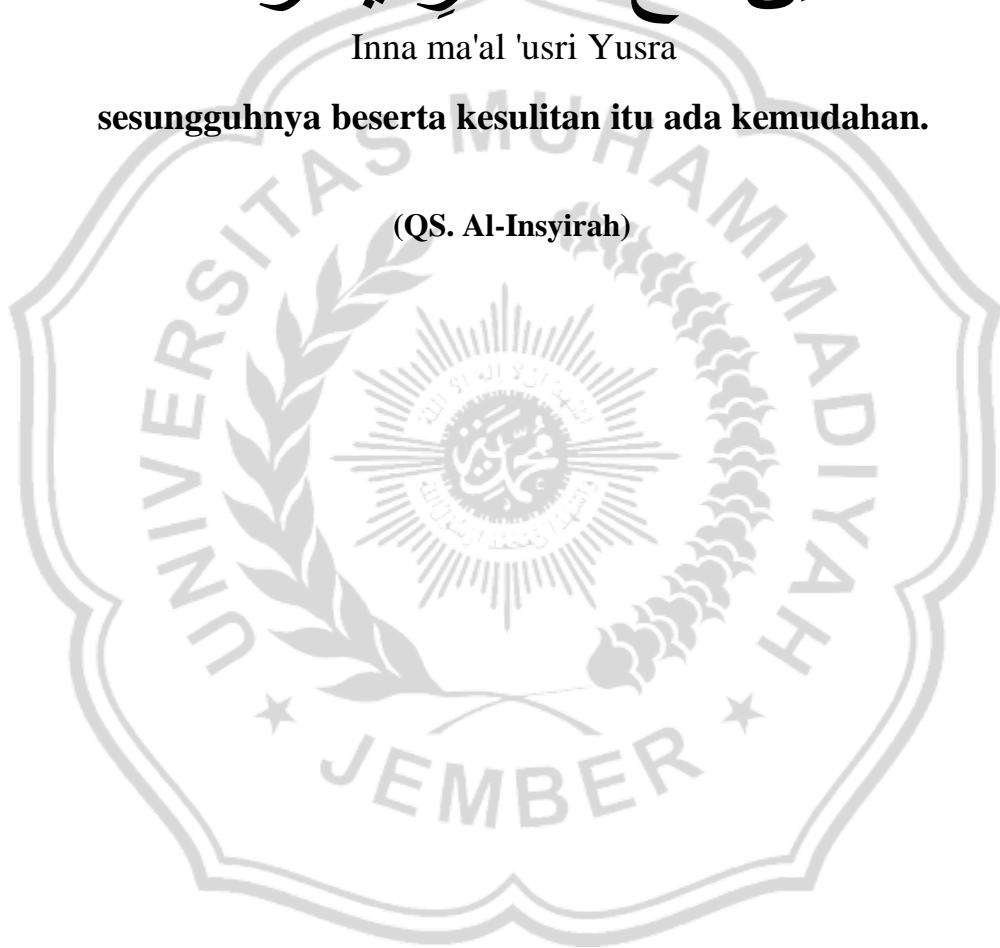 Inna ma'al 'usri Yusra
sesungguhnya beserta kesulitan itu ada kemudahan.
(QS. Al-Insyirah)
UNIVERSITAS MUHAMMADIYAH
JEMBER